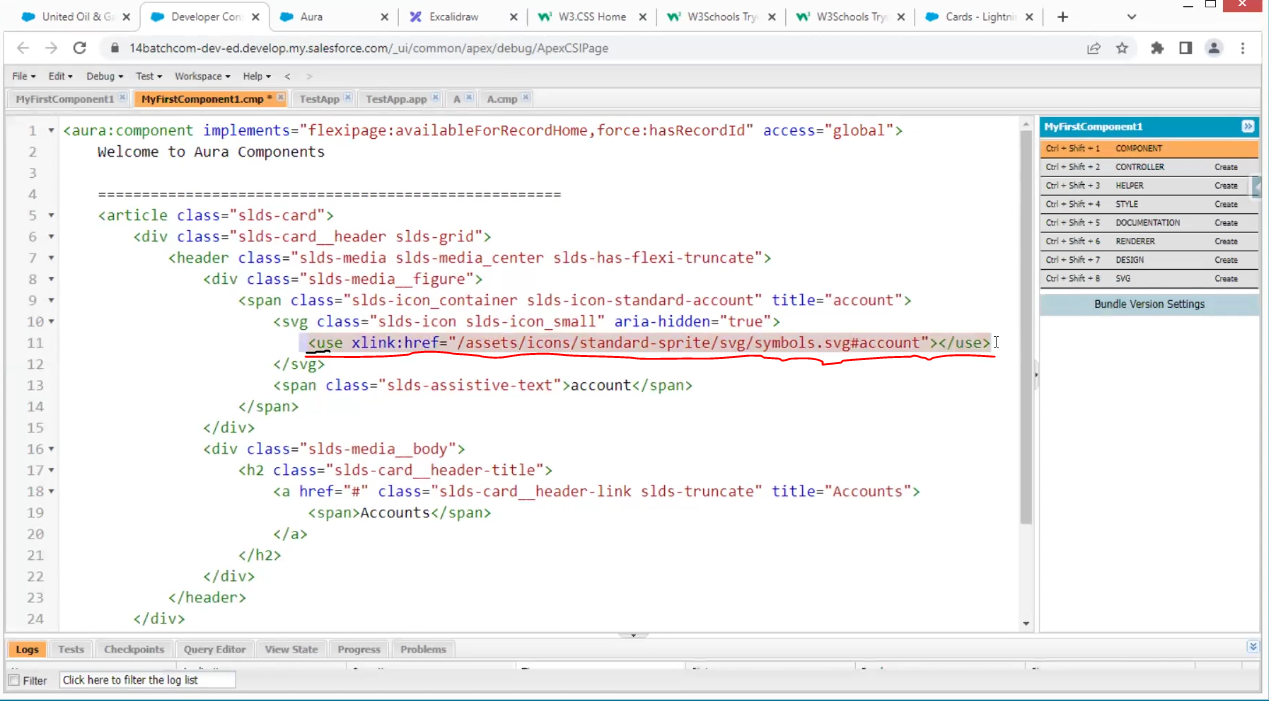 United Oil & G
Developer Con
Aura
Excalidraw
W3.CSS Home
W3Schools Try
W3Schools Try
Cards - Lightni
14batchcom-dev-ed.develop.my.salesforce.com/_ui/common/apex/debug/ApexCSIPage
File Edit Debug Test Workspace Help < >
MyFirstComponent1 MyFirstComponent1.cmp * TestApp TestApp.app A A.cmp
1 <aura:component implements="flexipage:availableForRecordHome,force:hasRecordId" access="global">
2 Welcome to Aura Components
3
4 =====================================================
5 <article class="slds-card">
6 <div class="slds-card__header slds-grid">
7 <header class="slds-media slds-media_center slds-has-flexi-truncate">
8 <div class="slds-media__figure">
9 <span class="slds-icon_container slds-icon-standard-account" title="account">
10 <svg class="slds-icon slds-icon_small" aria-hidden="true">
11 <use xlink:href="/assets/icons/standard-sprite/svg/symbols.svg#account"></use>
12 </svg>
13 <span class="slds-assistive-text">account</span>
14 </span>
15 </div>
16 <div class="slds-media__body">
17 <h2 class="slds-card__header-title">
18 <a href="#" class="slds-card__header-link slds-truncate" title="Accounts">
19 <span>Accounts</span>
20 </a>
21 </h2>
22 </div>
23 </header>
24 </div>
MyFirstComponent1
Ctrl + Shift + 1 COMPONENT
Ctrl + Shift + 2 CONTROLLER Create
Ctrl + Shift + 3 HELPER Create
Ctrl + Shift + 4 STYLE Create
Ctrl + Shift + 5 DOCUMENTATION Create
Ctrl + Shift + 6 RENDERER Create
Ctrl + Shift + 7 DESIGN Create
Ctrl + Shift + 8 SVG Create
Bundle Version Settings
Logs Tests Checkpoints Query Editor View State Progress Problems
Filter Click here to filter the log list